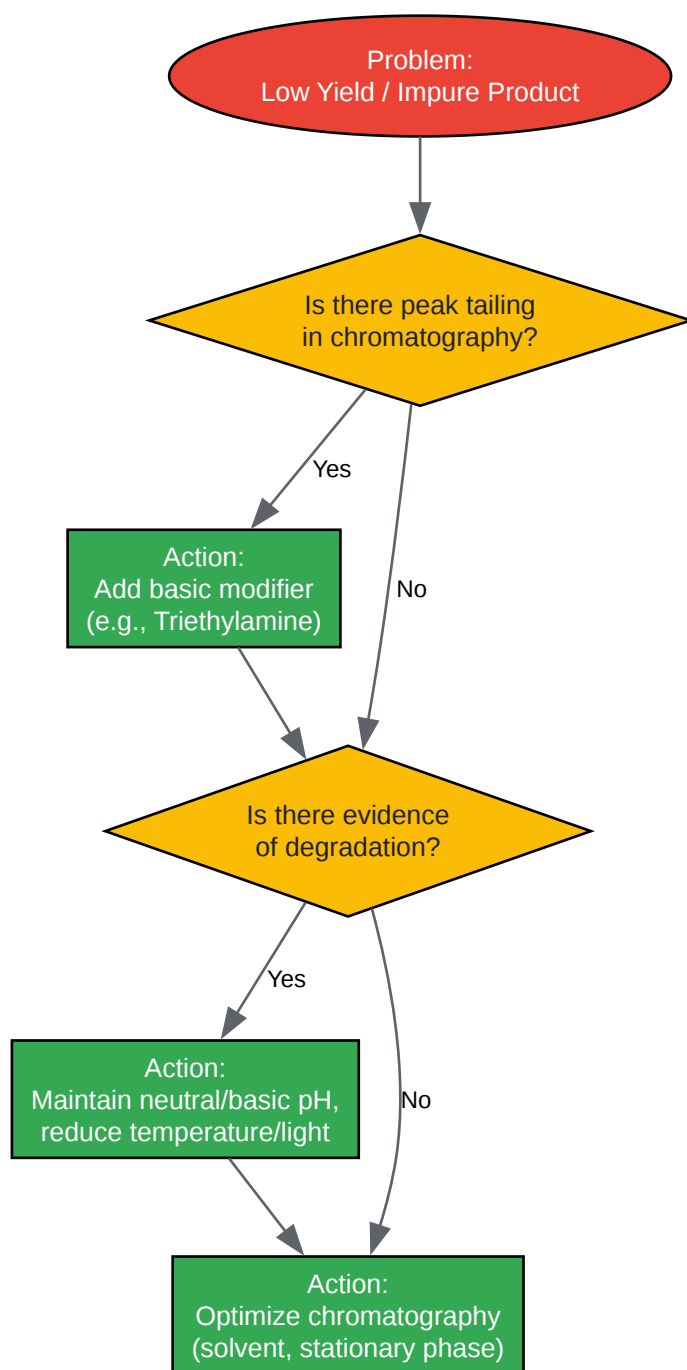 Problem:
Low Yield / Impure Product
Is there peak tailing
in chromatography?
Yes
Action:
Add basic modifier
(e.g., Triethylamine)
No
Is there evidence
of degradation?
Yes
Action:
Maintain neutral/basic pH,
reduce temperature/light
No
Action:
Optimize chromatography
(solvent, stationary phase)